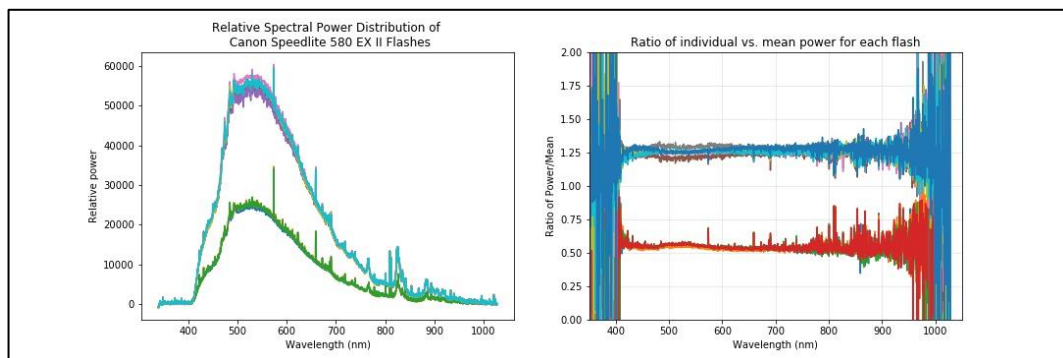 Relative Spectral Power Distribution of
Canon Speedlite 580 EX II Flashes
60000
50000
40000
30000
20000
10000
0
Relative power
400 500 600 700 800 900 1000
Wavelength (nm)
Ratio of individual vs. mean power for each flash
2.00
1.75
1.50
1.25
1.00
0.75
0.50
0.25
0.00
Ratio of Power/Mean
400 500 600 700 800 900 1000
Wavelength (nm)